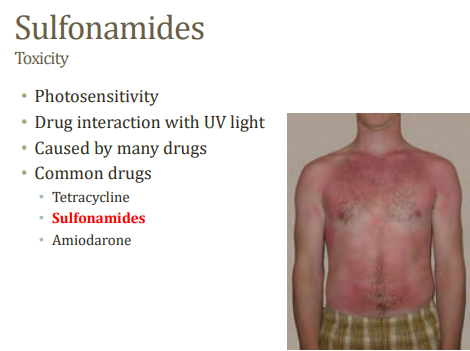 Sulfonamides
Toxicity
• Photosensitivity
• Drug interaction with UV light
• Caused by many drugs
• Common drugs
• Tetracycline
• Sulfonamides
• Amiodarone